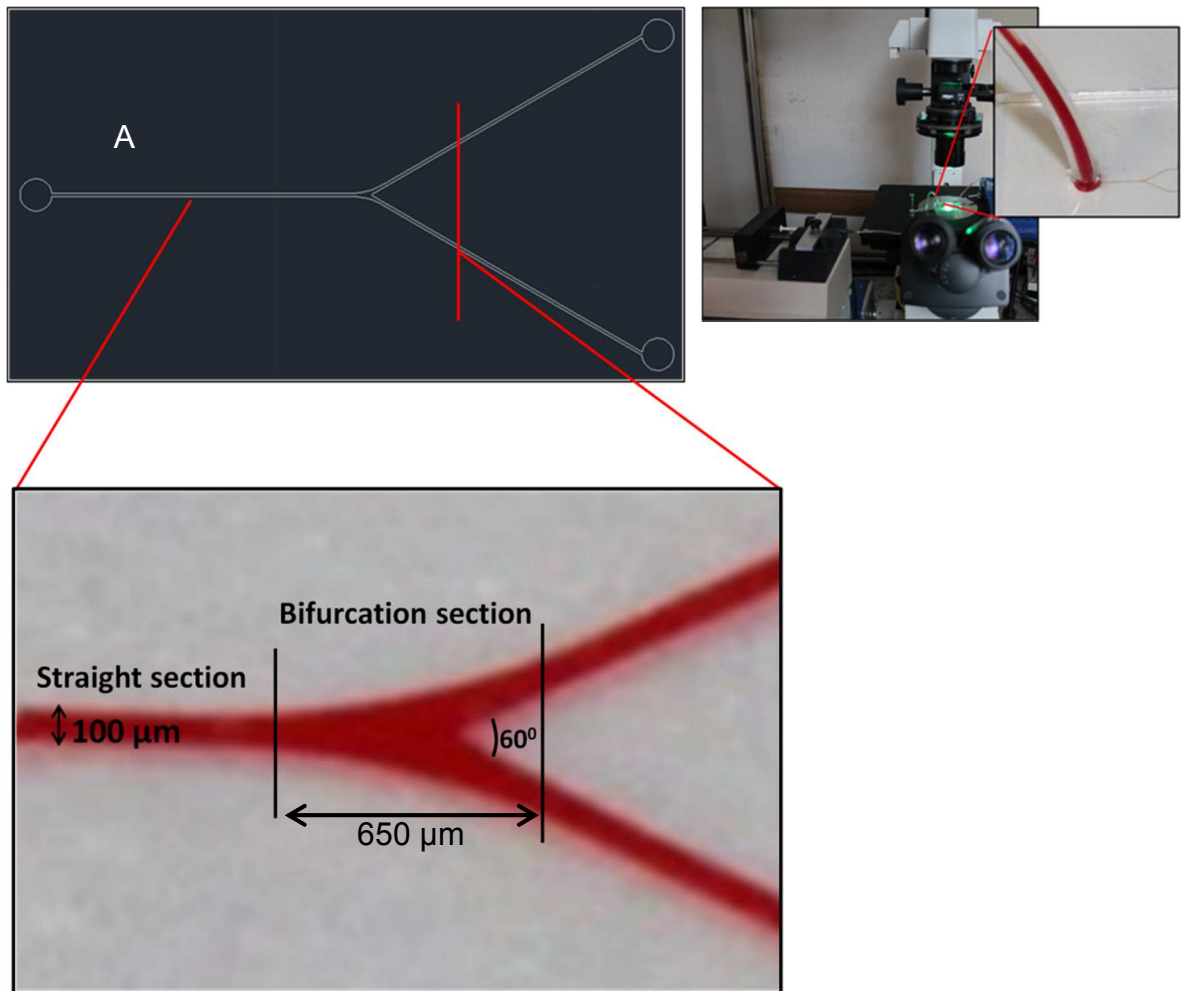 A
Bifurcation section
Straight section
100 µm
60⁰
650 µm